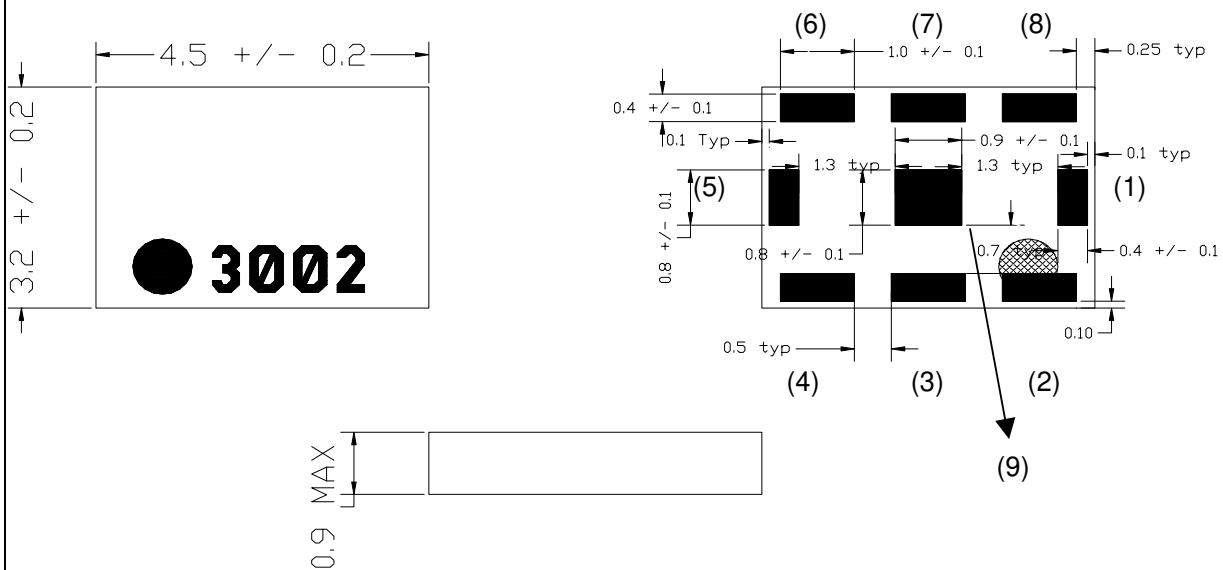 4.5 +/- 0.2
3.2 +/- 0.2
3002
0.9 MAX
(6)
(7)
(8)
1.0 +/- 0.1
0.25 typ
0.4 +/- 0.1
0.1 Typ
0.9 +/- 0.1
0.1 typ
1.3 typ
1.3 typ
(5)
(1)
0.8 +/- 0.1
0.8 +/- 0.1
0.7 typ
0.4 +/- 0.1
0.10
0.5 typ
(4)
(3)
(2)
(9)